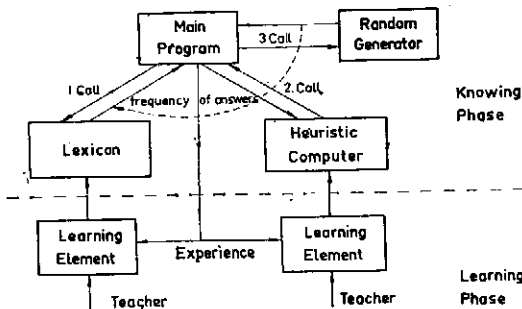 Main
Program
Random
Generator
3 Call
1 Call
2. Call
frequency of answers
Knowing
Phase
Lexicon
Heuristic
Computer
Learning
Element
Experience
Learning
Element
Learning
Phase
Teacher
Teacher